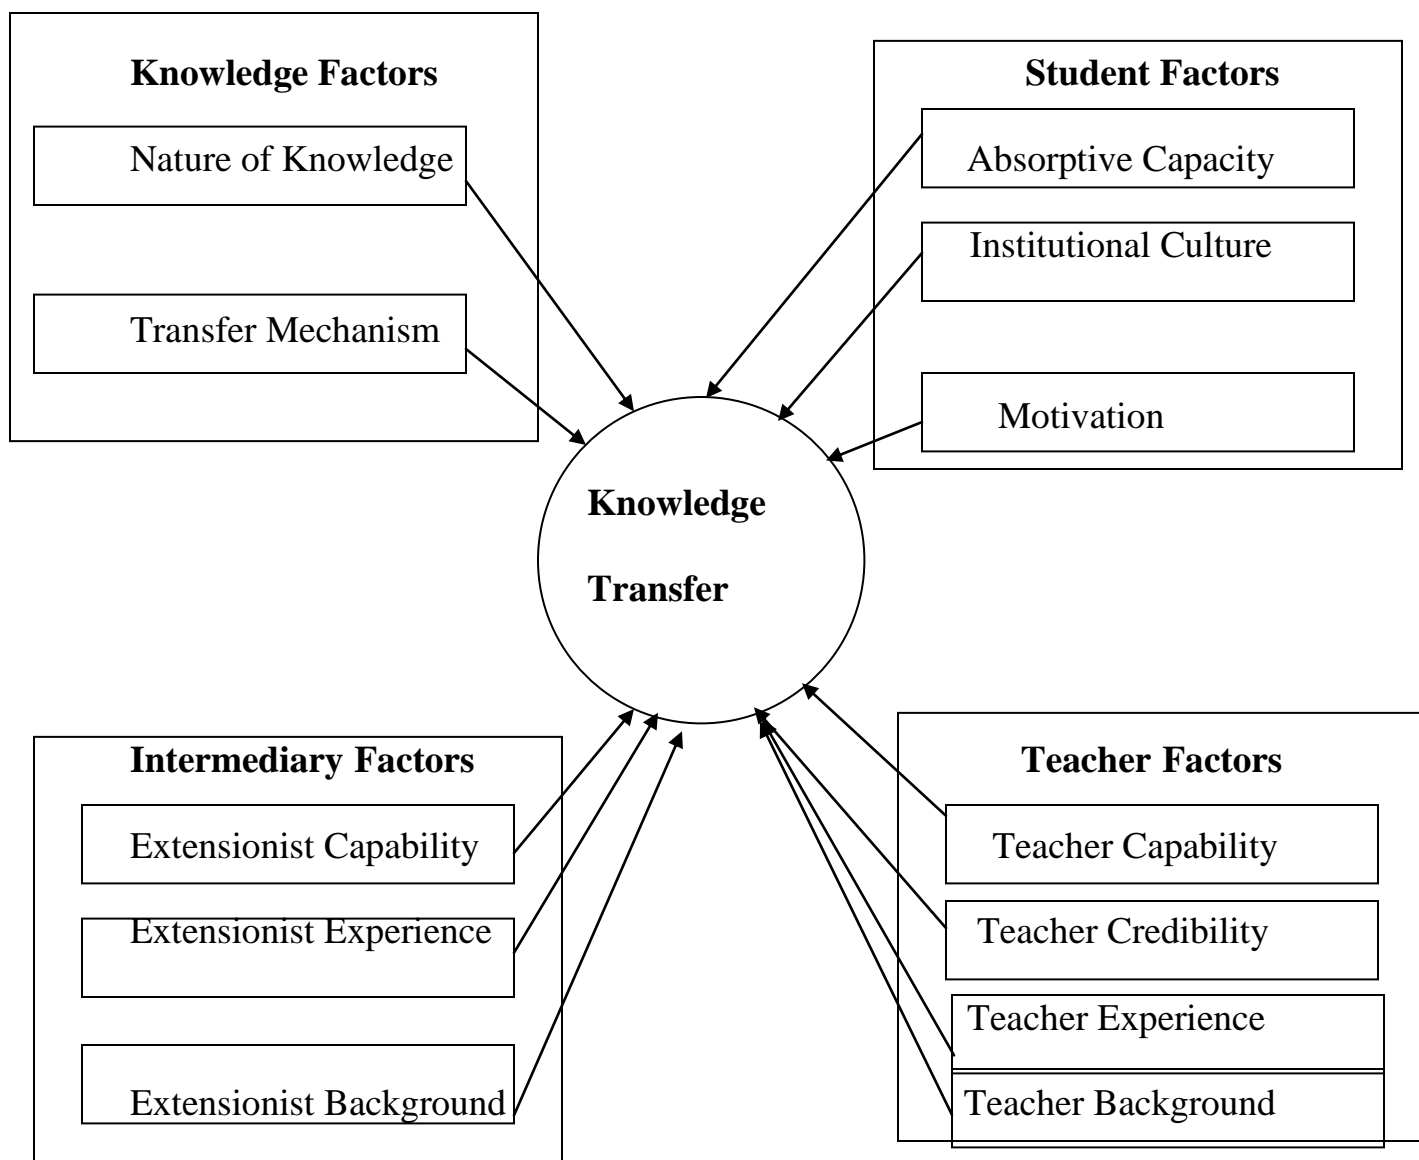 Knowledge Factors
Nature of Knowledge
Transfer Mechanism
Student Factors
Absorptive Capacity
Institutional Culture
Motivation
Knowledge
Transfer
Intermediary Factors
Extensionist Capability
Extensionist Experience
Extensionist Background
Teacher Factors
Teacher Capability
Teacher Credibility
Teacher Experience
Teacher Background